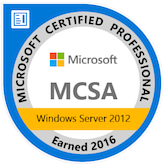 MICROSOFT CERTIFIED PROFESSIONAL
Microsoft
MCSA
Windows Server 2012
Earned 2016